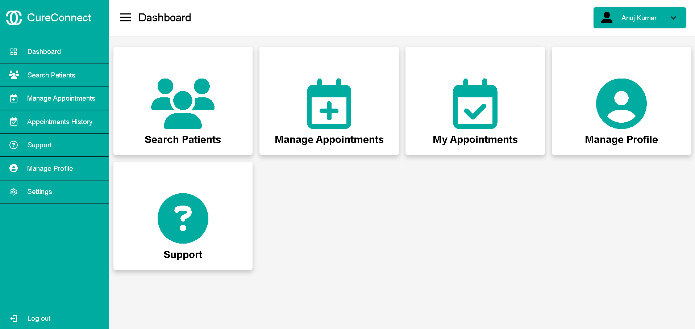 CureConnect
Dashboard
Search Patients
Manage Appointments
Appointments History
Support
Manage Profile
Settings
Log out
Dashboard
Anuj Kumar
Search Patients
Manage Appointments
My Appointments
Manage Profile
Support